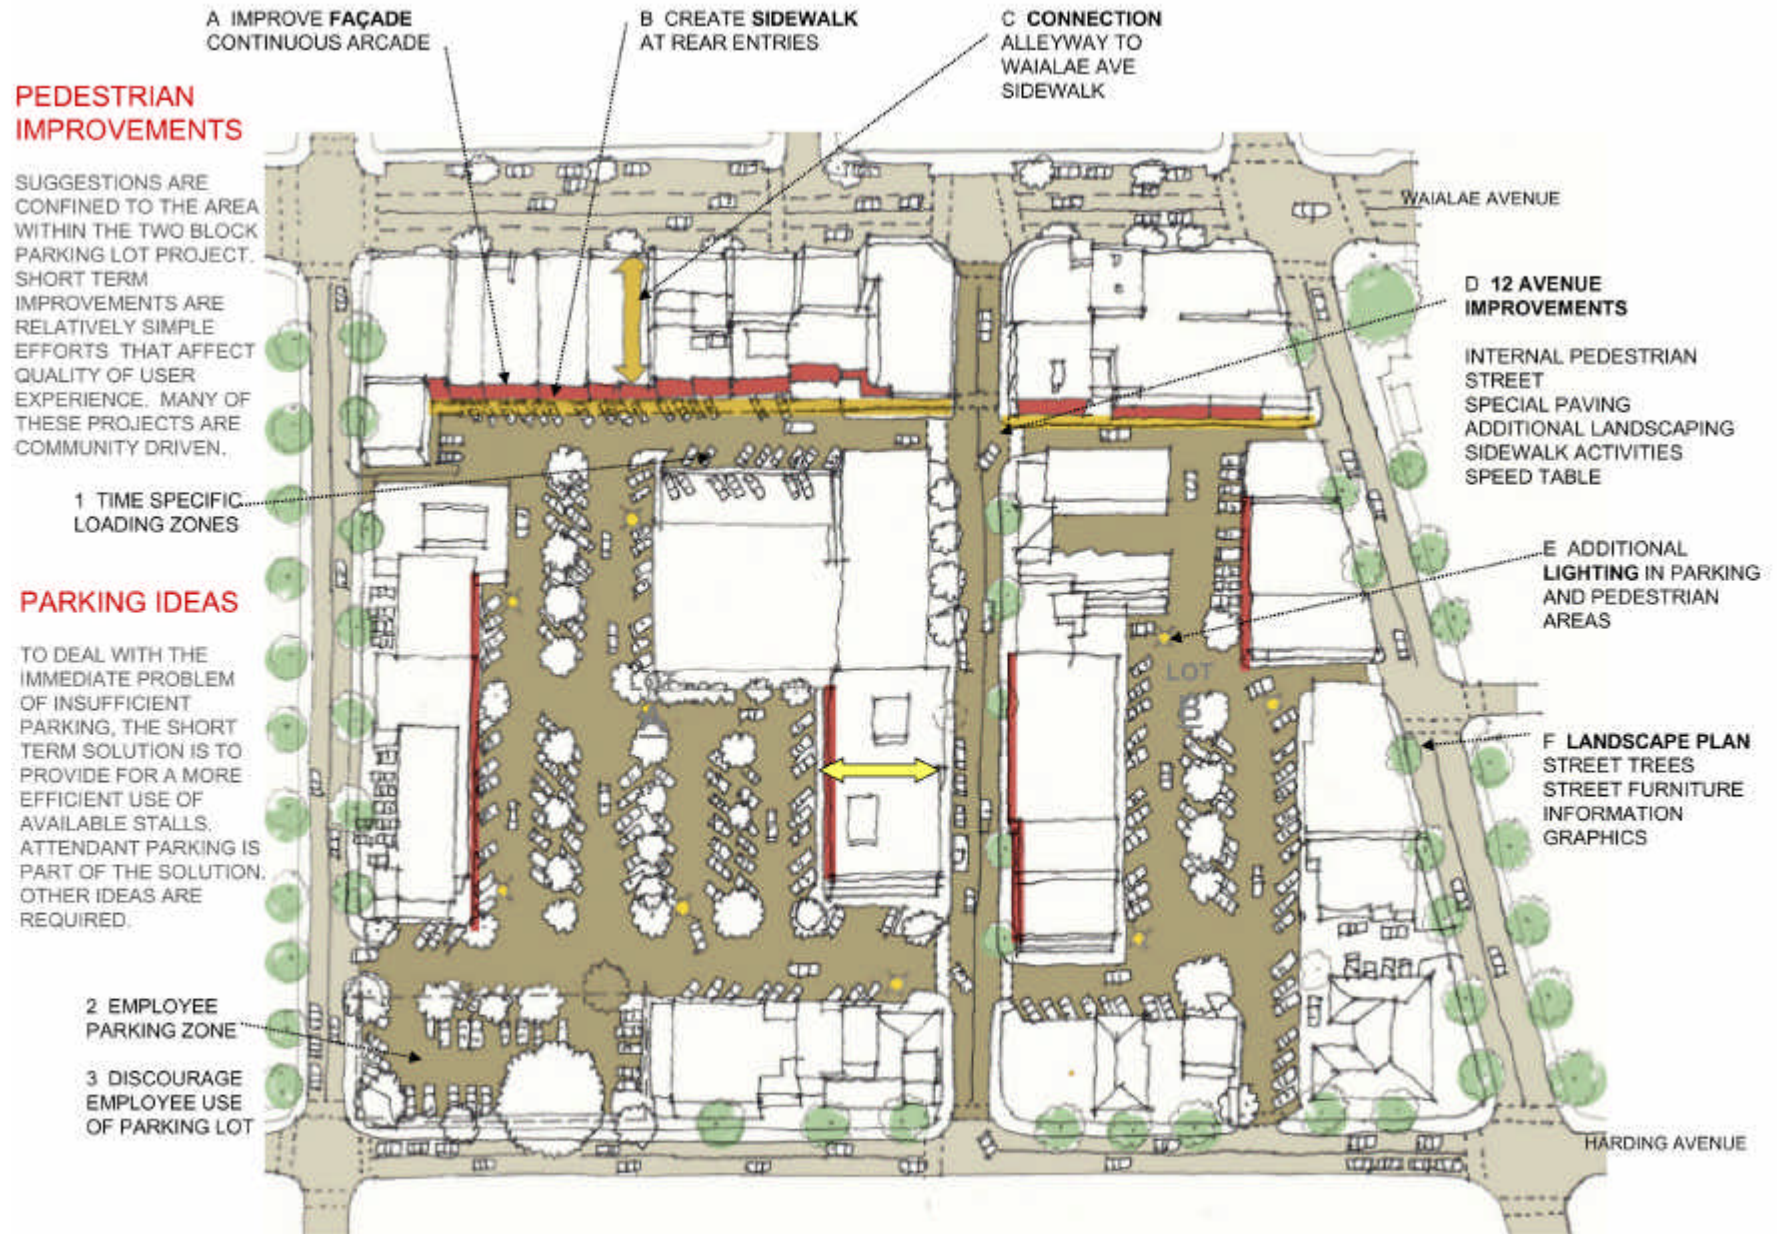 A IMPROVE FAÇADE
CONTINUOUS ARCADE
B CREATE SIDEWALK
AT REAR ENTRIES
C CONNECTION
ALLEYWAY TO
WAIALAE AVE
SIDEWALK
PEDESTRIAN
IMPROVEMENTS
SUGGESTIONS ARE
CONFINED TO THE AREA
WITHIN THE TWO BLOCK
PARKING LOT PROJECT.
SHORT TERM
IMPROVEMENTS ARE
RELATIVELY SIMPLE
EFFORTS THAT AFFECT
QUALITY OF USER
EXPERIENCE. MANY OF
THESE PROJECTS ARE
COMMUNITY DRIVEN.
WAIALAE AVENUE
D 12 AVENUE
IMPROVEMENTS
INTERNAL PEDESTRIAN
STREET
SPECIAL PAVING
ADDITIONAL LANDSCAPING
SIDEWALK ACTIVITIES
SPEED TABLE
1 TIME SPECIFIC
LOADING ZONES
E ADDITIONAL
LIGHTING IN PARKING
AND PEDESTRIAN
AREAS
PARKING IDEAS
TO DEAL WITH THE
IMMEDIATE PROBLEM
OF INSUFFICIENT
PARKING, THE SHORT
TERM SOLUTION IS TO
PROVIDE FOR A MORE
EFFICIENT USE OF
AVAILABLE STALLS.
ATTENDANT PARKING IS
PART OF THE SOLUTION.
OTHER IDEAS ARE
REQUIRED.
LOT
B
F LANDSCAPE PLAN
STREET TREES
STREET FURNITURE
INFORMATION
GRAPHICS
2 EMPLOYEE
PARKING ZONE
3 DISCOURAGE
EMPLOYEE USE
OF PARKING LOT
HARDING AVENUE